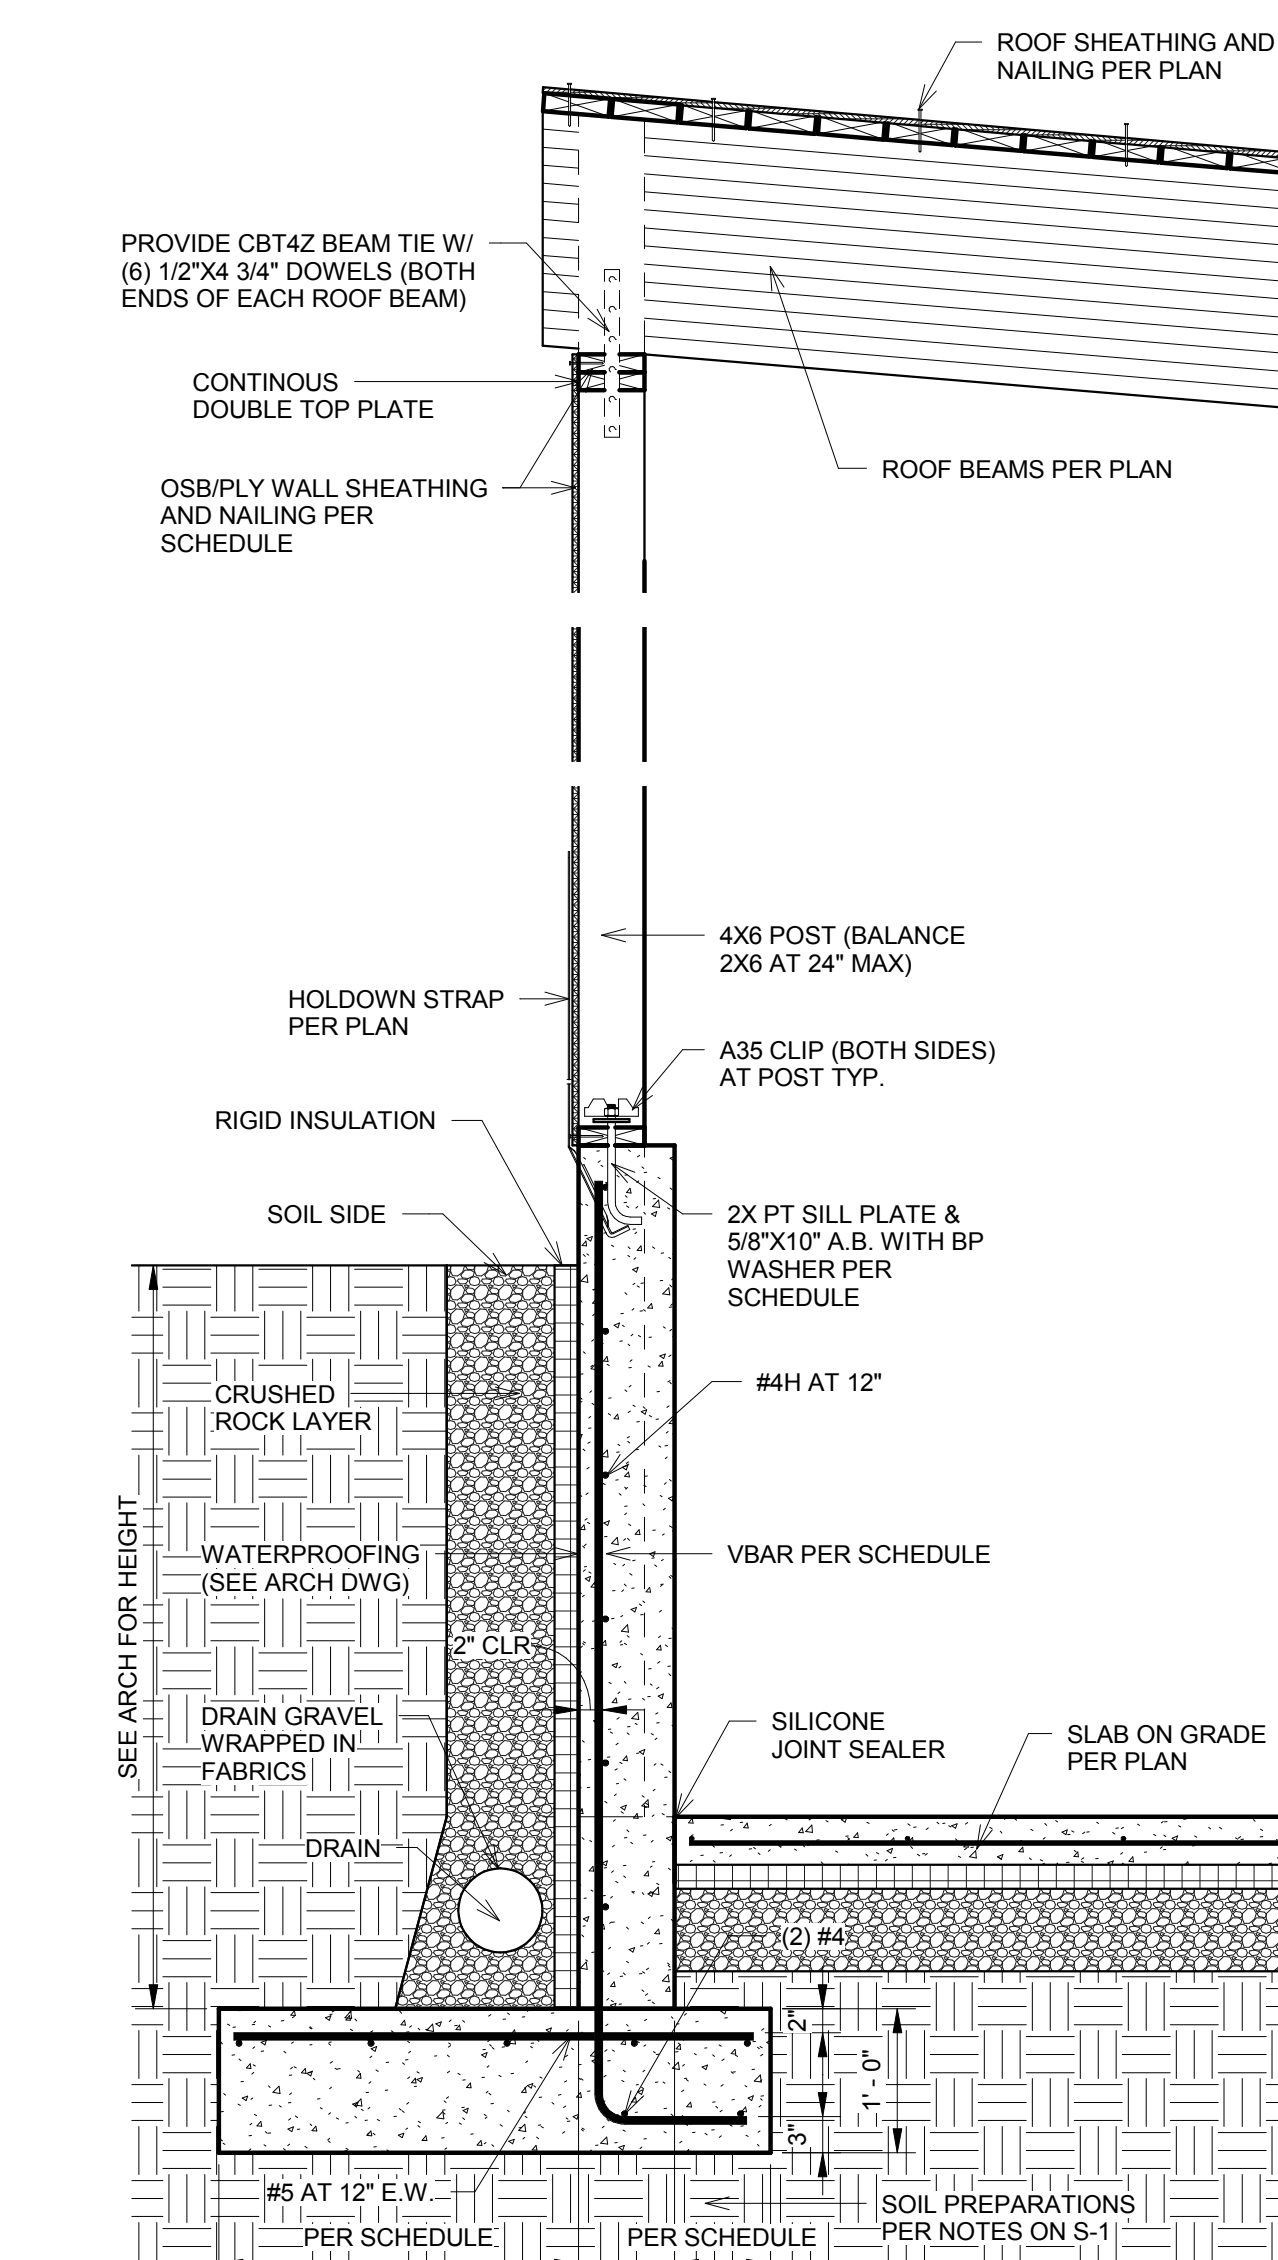 ROOF SHEATHING AND
NAILING PER PLAN
PROVIDE CBT4Z BEAM TIE W/
(6) 1/2"X4 3/4" DOWELS (BOTH
ENDS OF EACH ROOF BEAM)
CONTINOUS
DOUBLE TOP PLATE
ROOF BEAMS PER PLAN
OSB/PLY WALL SHEATHING
AND NAILING PER
SCHEDULE
4X6 POST (BALANCE
2X6 AT 24" MAX)
HOLDOWN STRAP
PER PLAN
A35 CLIP (BOTH SIDES)
AT POST TYP.
RIGID INSULATION
SOIL SIDE
2X PT SILL PLATE &
5/8"X10" A.B. WITH BP
WASHER PER
SCHEDULE
#4H AT 12"
CRUSHED
ROCK LAYER
SEE ARCH FOR HEIGHT
WATERPROOFING
(SEE ARCH DWG)
VBAR PER SCHEDULE
2" CLR
DRAIN GRAVEL
WRAPPED IN
FABRICS
SILICONE
JOINT SEALER
SLAB ON GRADE
PER PLAN
DRAIN
(2) #4
2"
1' - 0"
3"
#5 AT 12" E.W.
SOIL PREPARATIONS
PER NOTES ON S-1
PER SCHEDULE
PER SCHEDULE